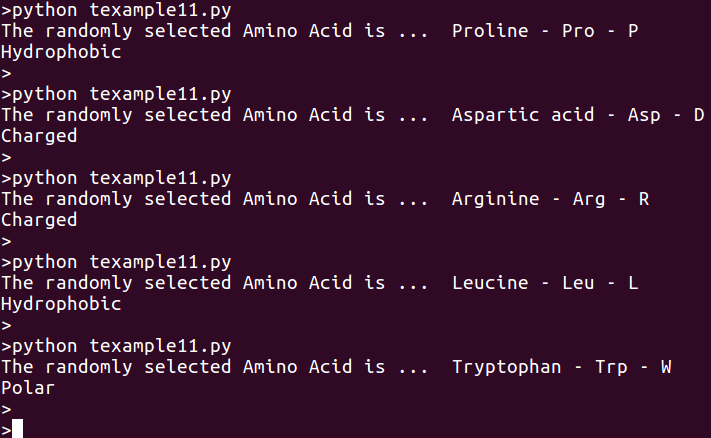 >python texample11.py
The randomly selected Amino Acid is ...  Proline - Pro - P
Hydrophobic
>
>python texample11.py
The randomly selected Amino Acid is ...  Aspartic acid - Asp - D
Charged
>
>python texample11.py
The randomly selected Amino Acid is ...  Arginine - Arg - R
Charged
>
>python texample11.py
The randomly selected Amino Acid is ...  Leucine - Leu - L
Hydrophobic
>
>python texample11.py
The randomly selected Amino Acid is ...  Tryptophan - Trp - W
Polar
>
>